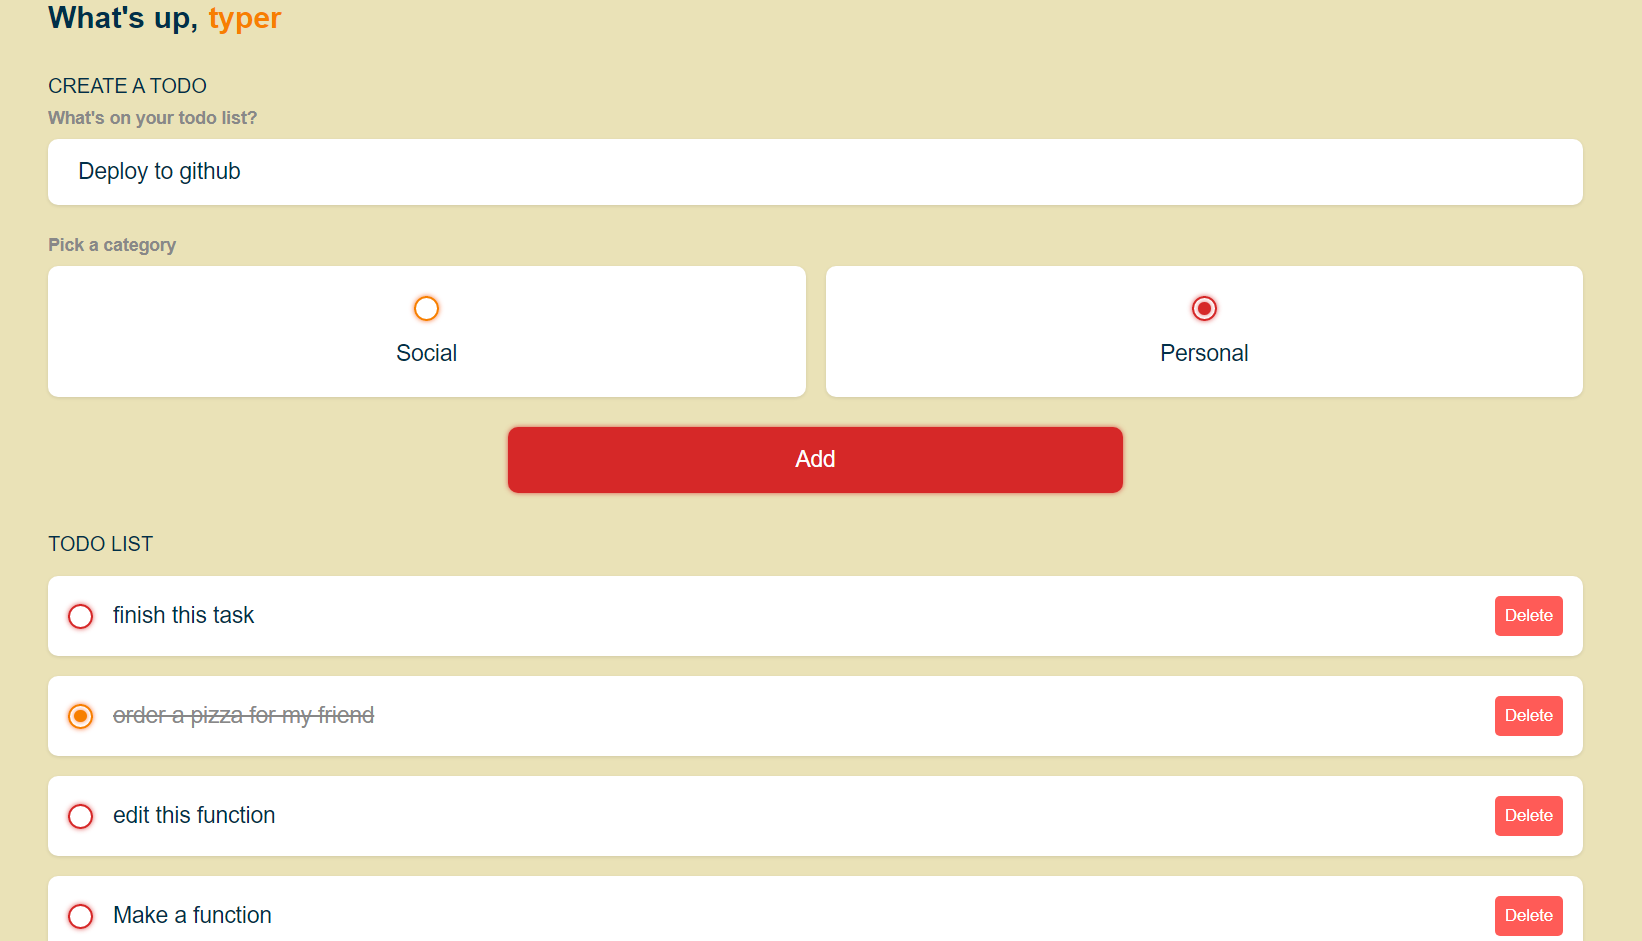 What's up, typer
CREATE A TODO
What's on your todo list?
Deploy to github
Pick a category
Social
Personal
Add
TODO LIST
finish this task
Delete
order a pizza for my friend
Delete
edit this function
Delete
Make a function
Delete